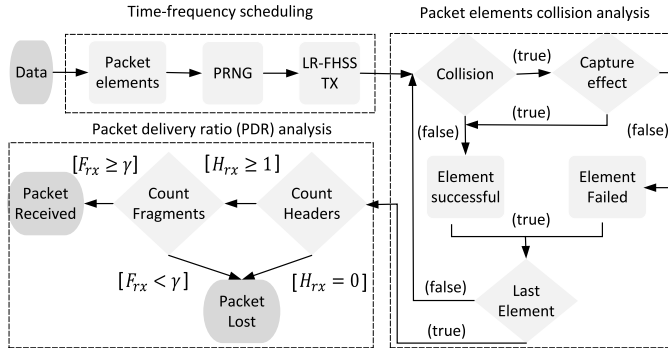 Time-frequency scheduling
Data
Packet
elements
PRNG
LR-FHSS
TX
Packet elements collision analysis
Collision
(true)
Capture
effect
(true)
(false)
(false)
Element
successful
Element
Failed
(true)
(false)
Last
Element
(true)
Packet delivery ratio (PDR) analysis
[F_rx ≥ γ]
[H_rx ≥ 1]
Packet
Received
Count
Fragments
Count
Headers
[F_rx < γ]
[H_rx = 0]
Packet
Lost